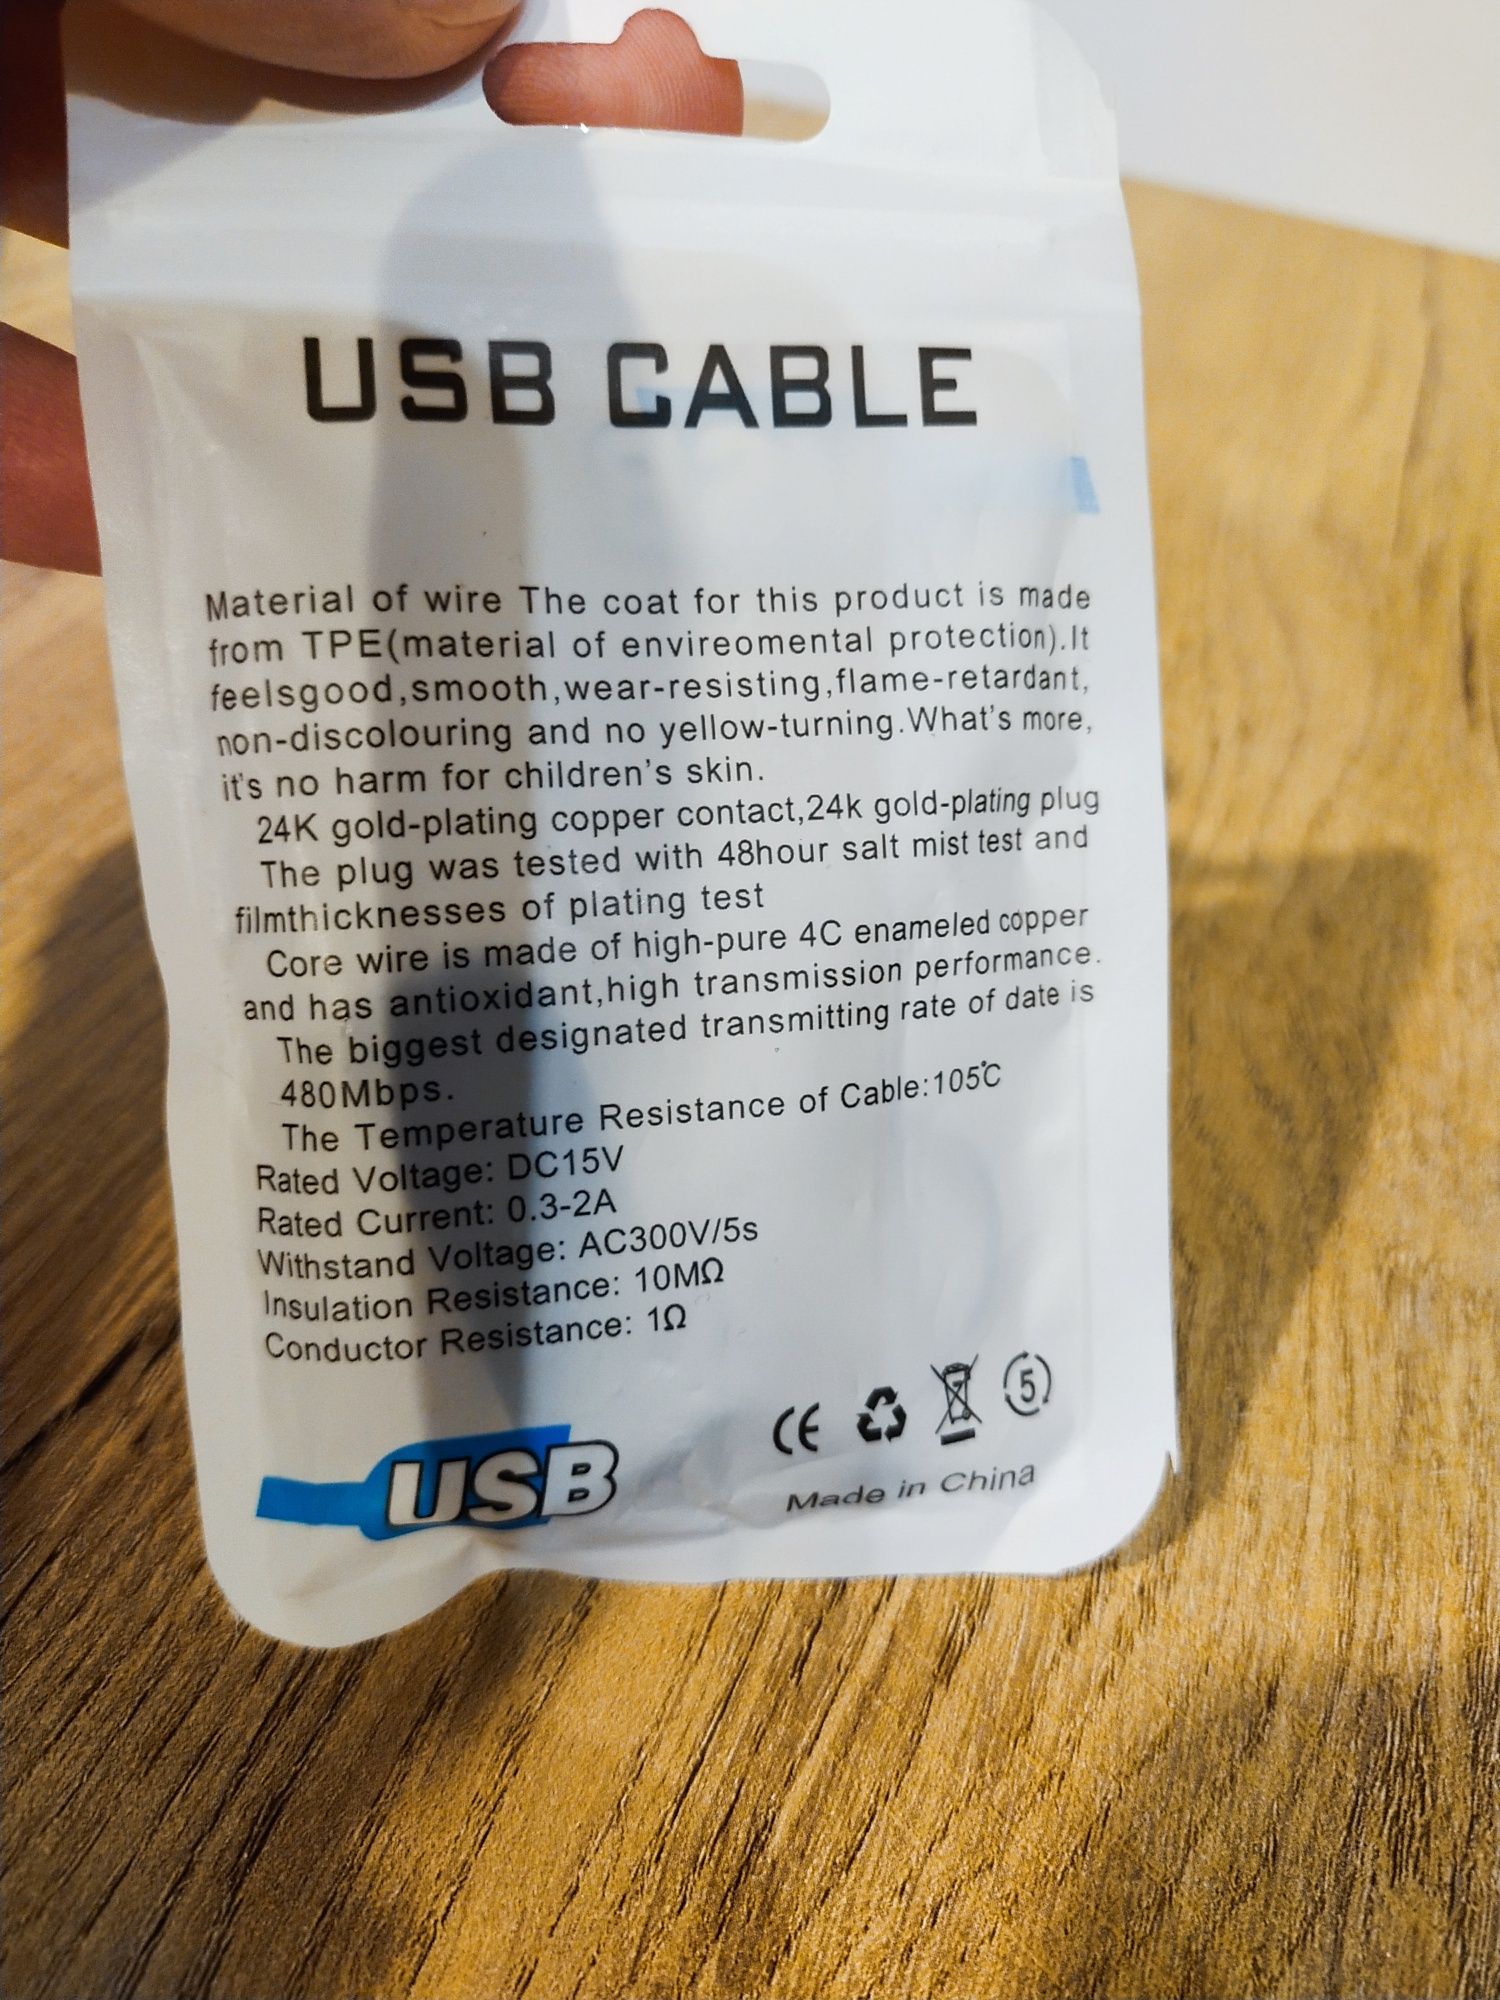 USB CABLE
Material of wire The coat for this product is made
from TPE(material of envireomental protection).It
feelsgood,smooth,wear-resisting,flame-retardant,
non-discolouring and no yellow-turning.What's more,
it's no harm for children's skin.
24K gold-plating copper contact,24k gold-plating plug
The plug was tested with 48hour salt mist test and
filmthicknesses of plating test
Core wire is made of high-pure 4C enameled copper
and has antioxidant,high transmission performance.
The biggest designated transmitting rate of date is
480Mbps.
The Temperature Resistance of Cable:105℃
Rated Voltage: DC15V
Rated Current: 0.3-2A
Withstand Voltage: AC300V/5s
Insulation Resistance: 10MΩ
Conductor Resistance: 1Ω
USB
CE 5
Made in China